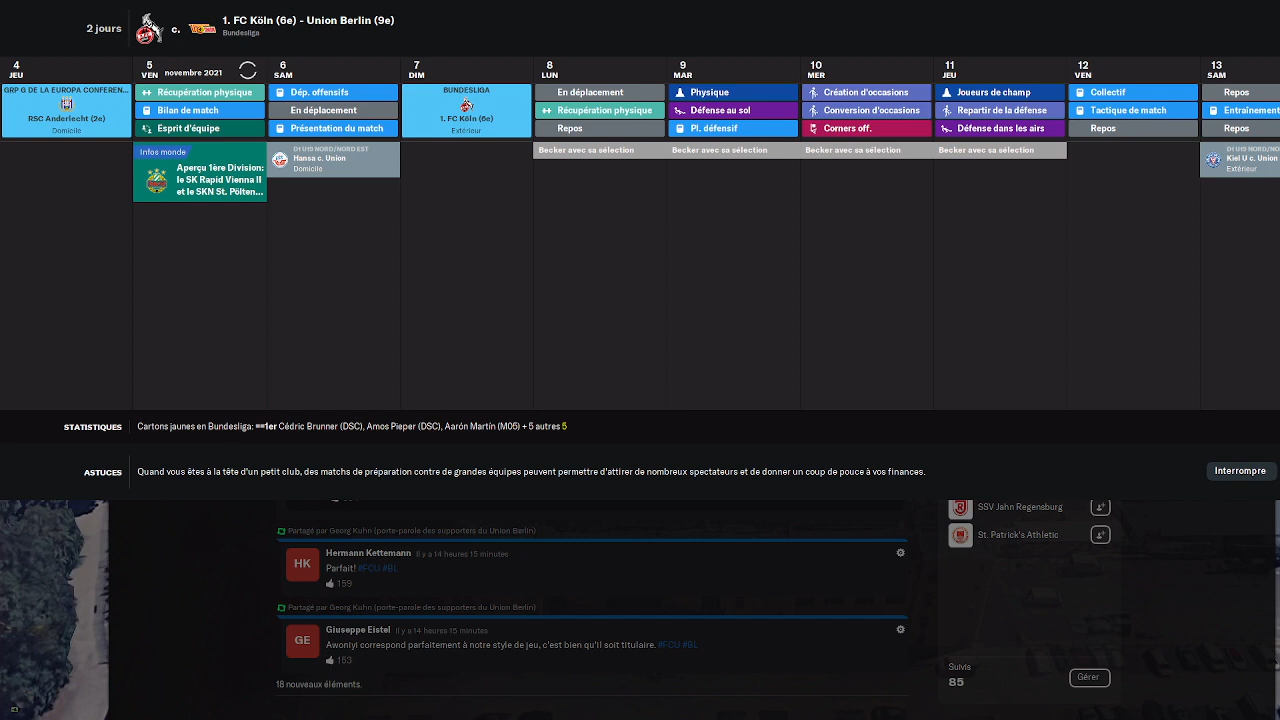 2 jours
c.
1. FC Köln (6e) - Union Berlin (9e)
Bundesliga
4
JEU
5
VEN novembre 2021
6
SAM
7
DIM
8
LUN
9
MAR
10
MER
11
JEU
12
VEN
13
SAM
GRP G DE LA EUROPA CONFEREN...
RSC Anderlecht (2e)
Domicile
Récupération physique
Bilan de match
Esprit d'équipe
Dép. offensifs
En déplacement
Présentation du match
BUNDESLIGA
1. FC Köln (6e)
Extérieur
En déplacement
Récupération physique
Repos
Physique
Défense au sol
Pl. défensif
Création d'occasions
Conversion d'occasions
Corners off.
Joueurs de champ
Repartir de la défense
Défense dans les airs
Collectif
Tactique de match
Repos
Repos
Entraînement
Repos
Infos monde
Aperçu 1ère Division:
le SK Rapid Vienna II
et le SKN St. Pölten...
D1 U19 NORD/NORD EST
Hansa c. Union
Domicile
Becker avec sa sélection
Becker avec sa sélection
Becker avec sa sélection
Becker avec sa sélection
D1 U19 NORD/NO
Kiel U c. Union
Extérieur
STATISTIQUES
Cartons jaunes en Bundesliga: ==1er Cédric Brunner (DSC), Amos Pieper (DSC), Aarón Martín (M05) + 5 autres 5
ASTUCES
Quand vous êtes à la tête d'un petit club, des matchs de préparation contre de grandes équipes peuvent permettre d'attirer de nombreux spectateurs et de donner un coup de pouce à vos finances.
Interrompre
SSV Jahn Regensburg
St. Patrick's Athletic
Partagé par Georg Kuhn (porte-parole des supporters du Union Berlin)
HK
Hermann Kettemann Il y a 14 heures 15 minutes
Parfait! #FCU #BL
159
Partagé par Georg Kuhn (porte-parole des supporters du Union Berlin)
GE
Giuseppe Eistel Il y a 14 heures 15 minutes
Awoniyi correspond parfaitement à notre style de jeu, c'est bien qu'il soit titulaire. #FCU #BL
153
18 nouveaux éléments.
Suivis
85
Gérer